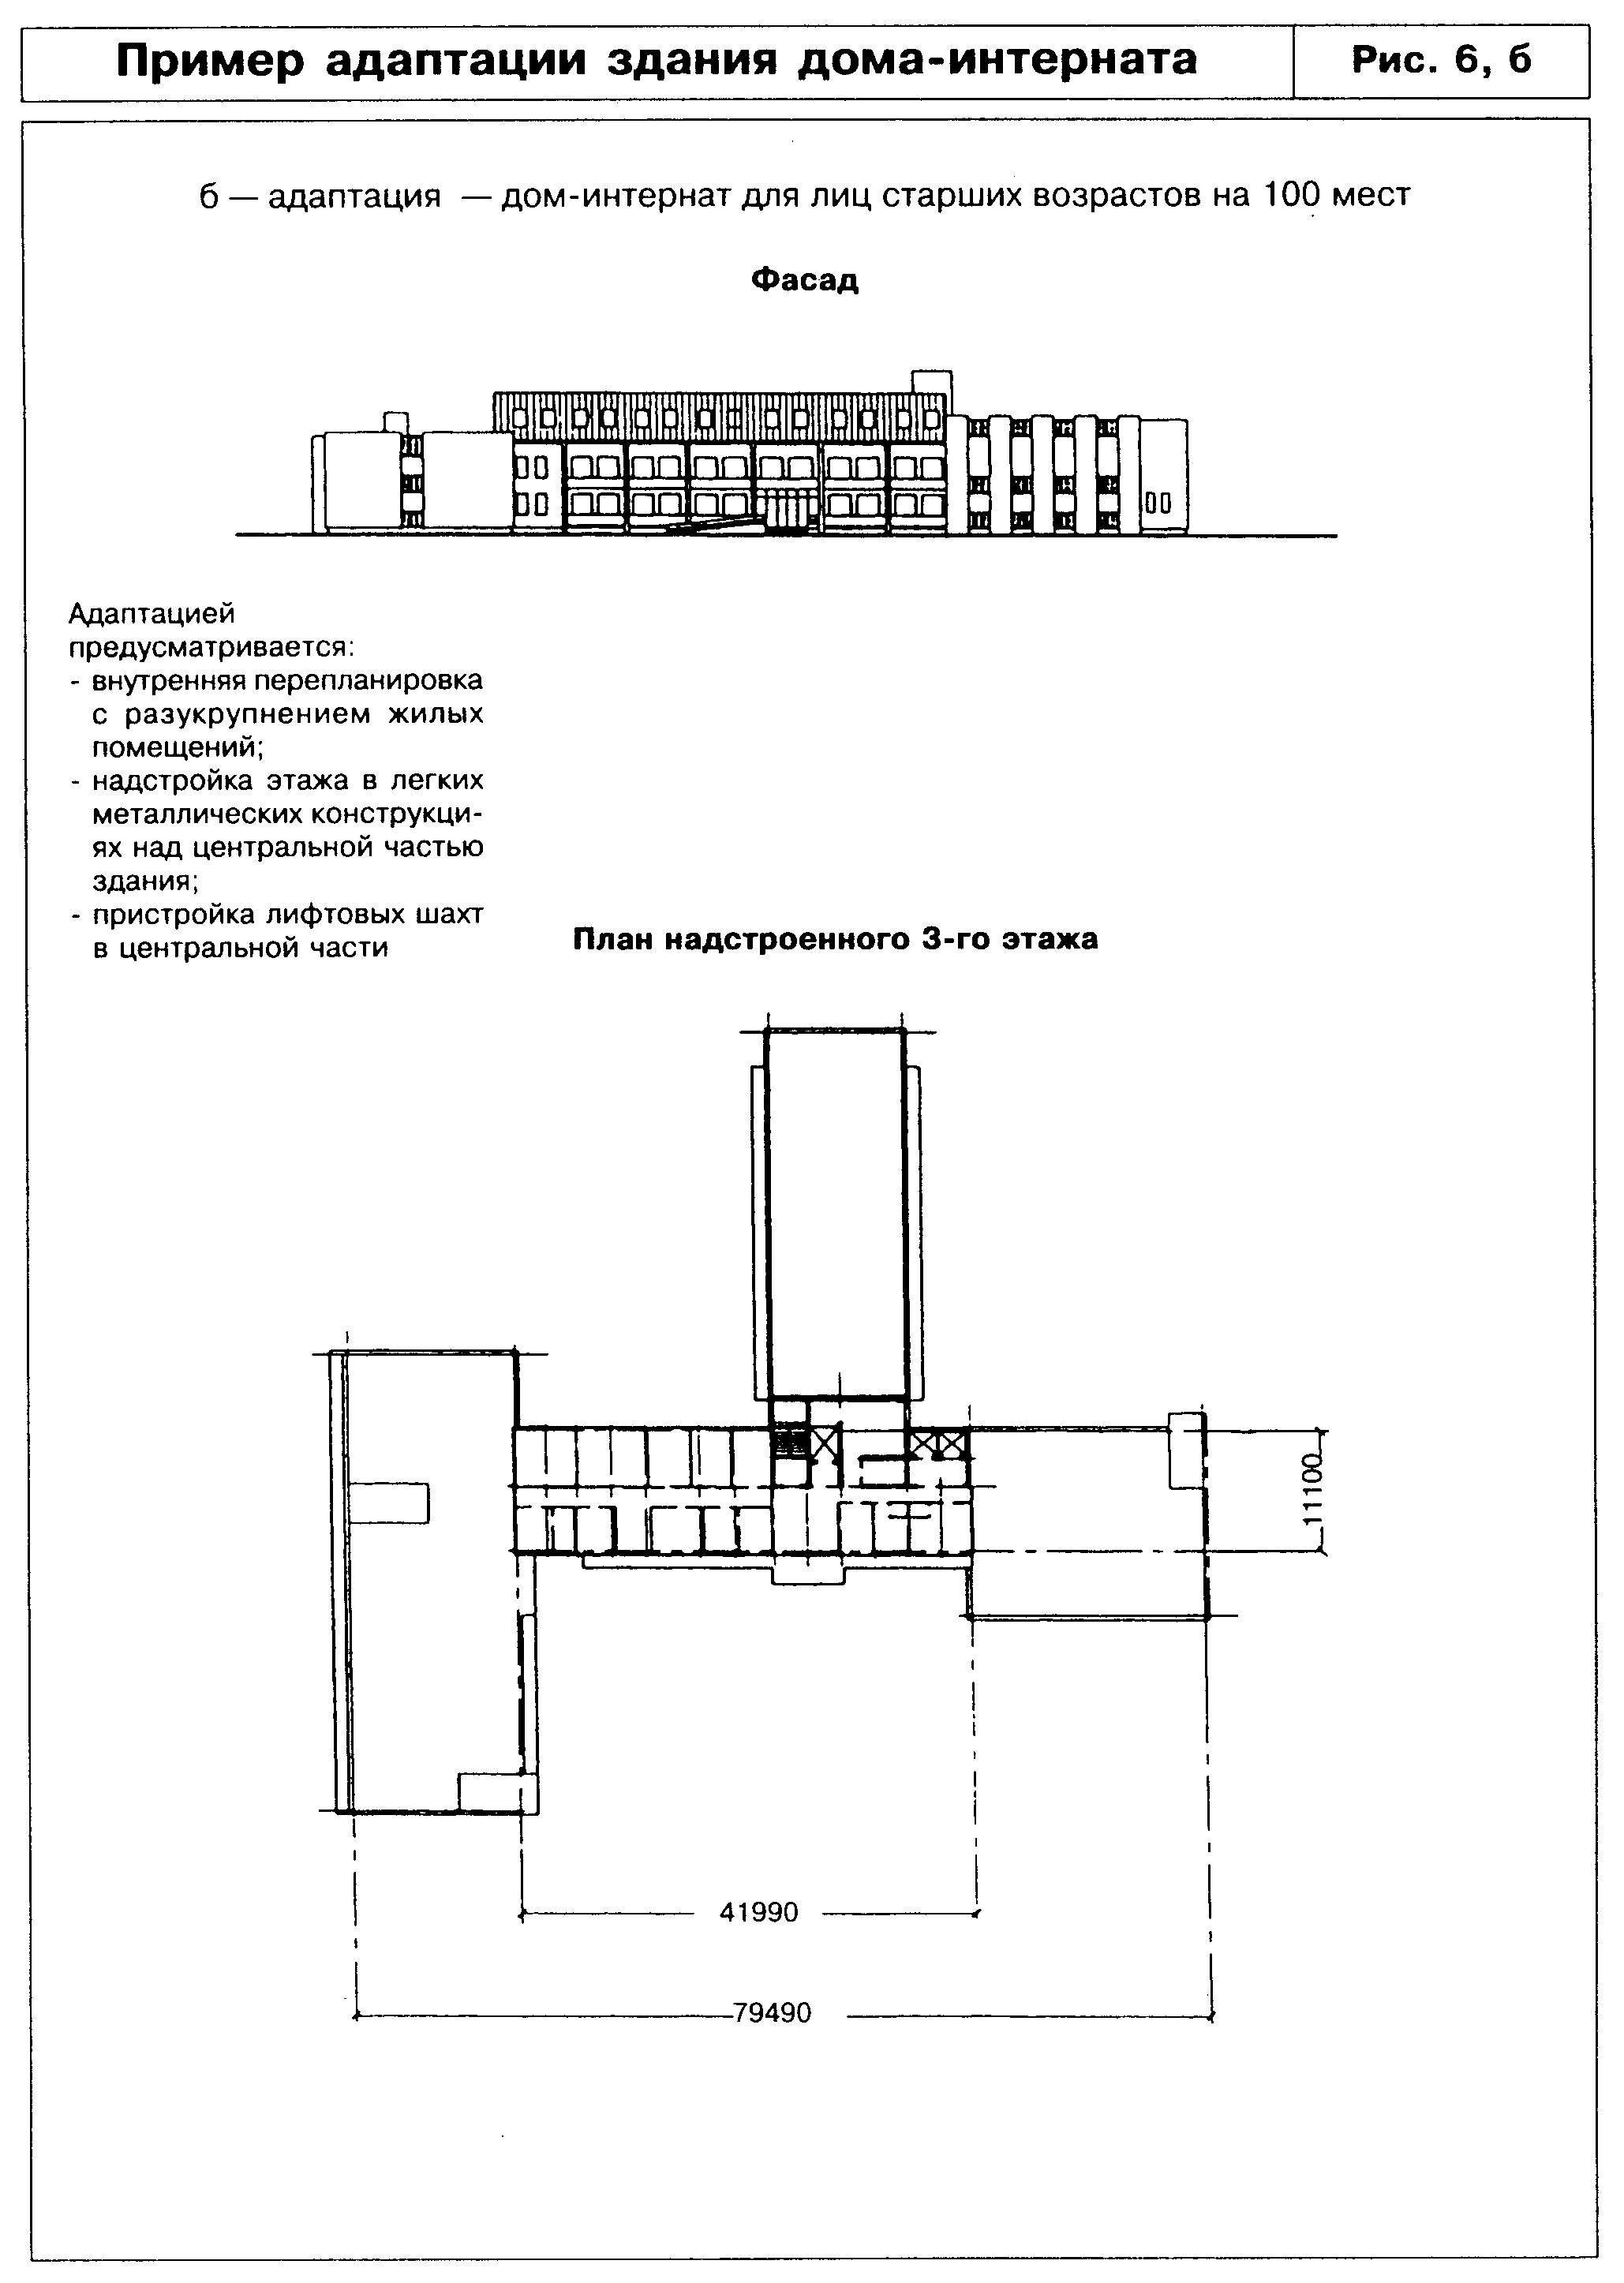 Пример адаптации здания дома-интерната
Рис. 6, б
б — адаптация — дом-интернат для лиц старших возрастов на 100 мест
Фасад
Адаптацией
предусматривается:
- внутренняя перепланировка
с разукрупнением жилых
помещений;
- надстройка этажа в легких
металлических конструкци-
ях над центральной частью
здания;
- пристройка лифтовых шахт
в центральной части
План надстроенного 3-го этажа
11100
41990
79490